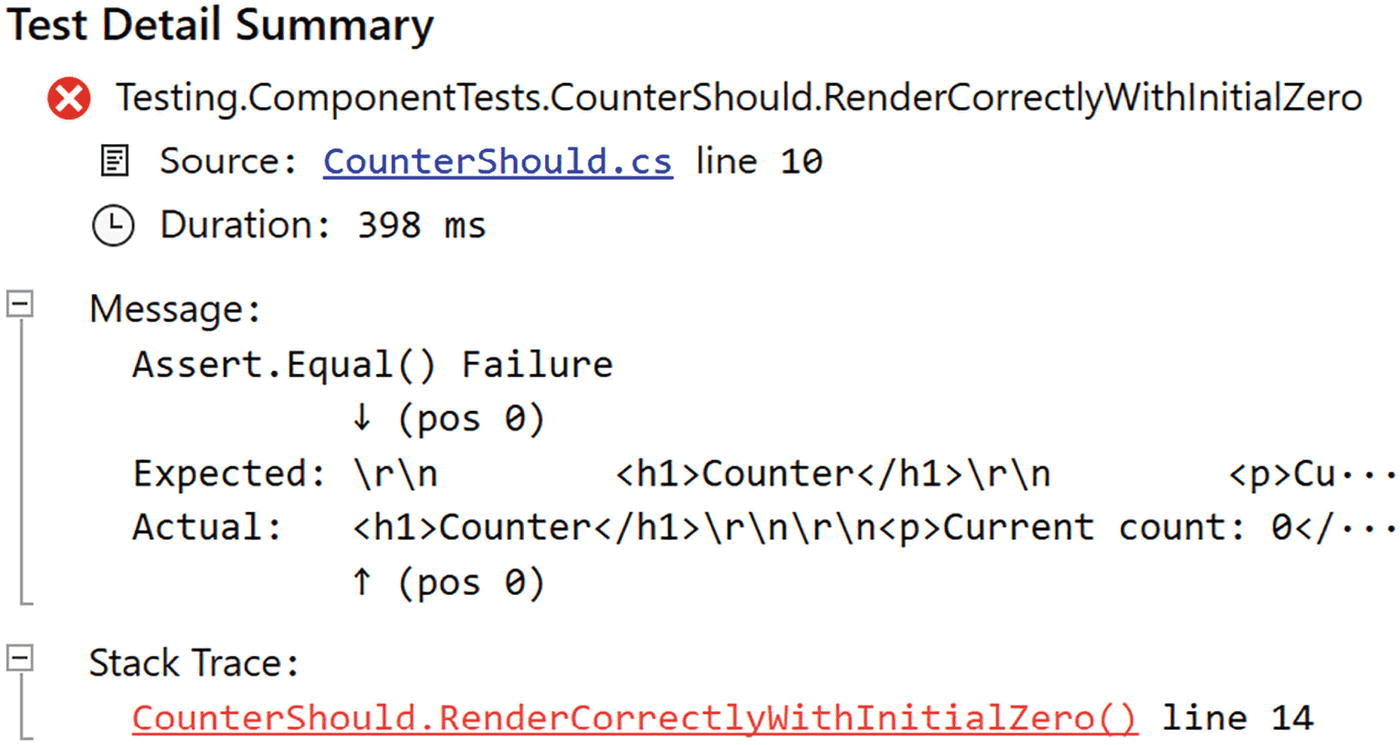 Test Detail Summary
Testing.ComponentTests.CounterShould.RenderCorrectlyWithInitialZero
Source: CounterShould.cs line 10
Duration: 398 ms
Message:
Assert.Equal() Failure
↓ (pos 0)
Expected: \r\n      <h1>Counter</h1>\r\n      <p>Cu···
Actual:   <h1>Counter</h1>\r\n\r\n<p>Current count: 0</···
↑ (pos 0)
Stack Trace:
CounterShould.RenderCorrectlyWithInitialZero() line 14